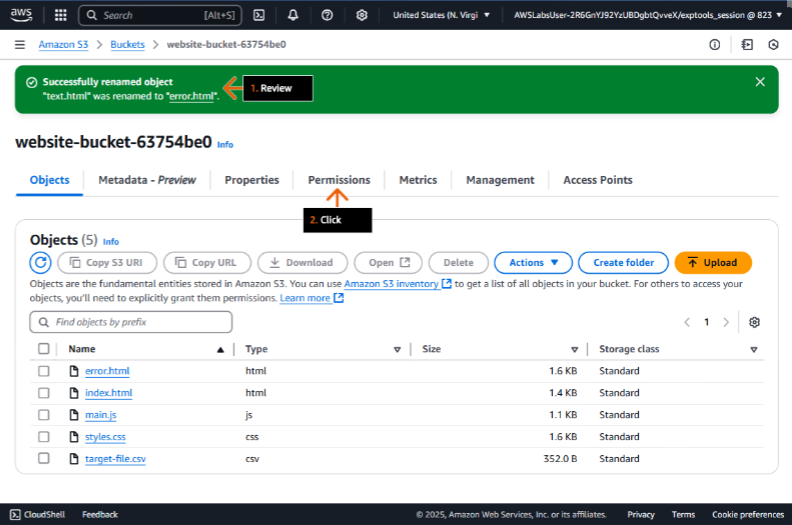 aws
Search [Alt+S]
United States (N. Virgi
AWSLabsUser-2R6GnYJ92YzUBDgbtQvveX/exptools_session @ 823
Amazon S3 > Buckets > website-bucket-63754be0
Successfully renamed object
"text.html" was renamed to "error.html".
1. Review
website-bucket-63754be0 Info
Objects
Metadata - Preview
Properties
Permissions
Metrics
Management
Access Points
2. Click
Objects (5) Info
Copy S3 URI
Copy URL
Download
Open
Delete
Actions
Create folder
Upload
Objects are the fundamental entities stored in Amazon S3. You can use Amazon S3 inventory to get a list of all objects in your bucket. For others to access your
objects, you'll need to explicitly grant them permissions. Learn more
Find objects by prefix
1
Name Type Size Storage class
error.html html 1.6 KB Standard
index.html html 1.4 KB Standard
main.js js 1.1 KB Standard
styles.css css 1.6 KB Standard
target-file.csv csv 352.0 B Standard
CloudShell Feedback © 2025, Amazon Web Services, Inc. or its affiliates. Privacy Terms Cookie preferences